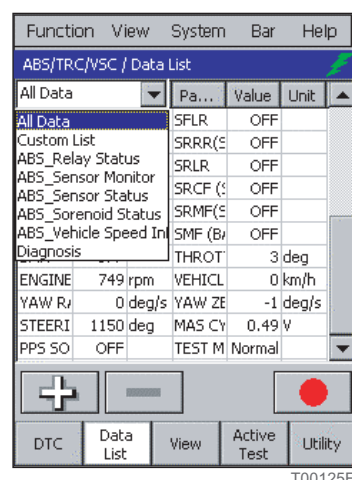 Function View System Bar Help
ABS/TRC/VSC / Data List
All Data Pa... Value Unit
All Data SFLR OFF
Custom List SRRR(S OFF
ABS_Relay Status SRLR OFF
ABS_Sensor Monitor SRCF (S OFF
ABS_Sensor Status SRMF(S OFF
ABS_Sorenoid Status SMF (B/ OFF
ABS_Vehicle Speed Inf
Diagnosis THROT 3 deg
ENGINE 749 rpm VEHICL 0 km/h
YAW R/ 0 deg/s YAW ZE -1 deg/s
STEERI 1150 deg MAS CY 0.49 V
PPS SO OFF TEST M Normal
DTC Data List View Active Test Utility
T00125E